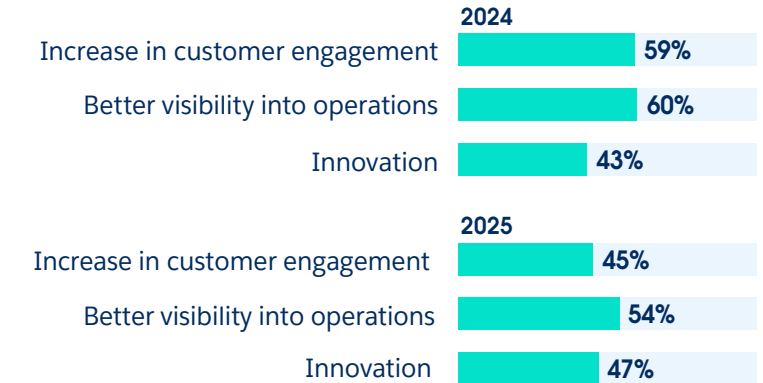 2024
Increase in customer engagement 59%
Better visibility into operations 60%
Innovation 43%
2025
Increase in customer engagement 45%
Better visibility into operations 54%
Innovation 47%